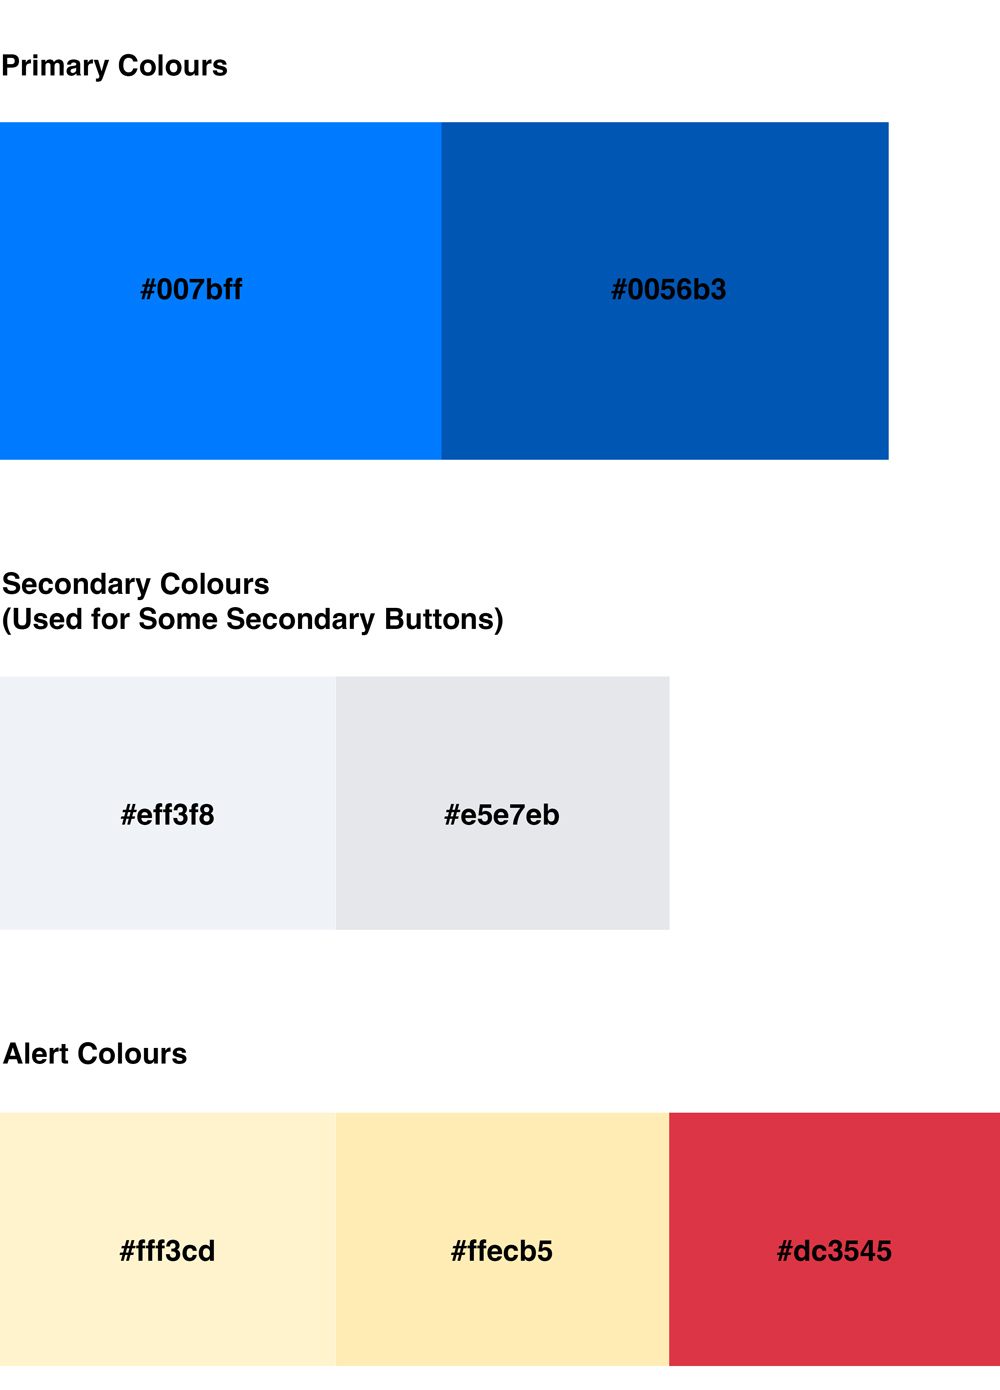 Primary Colours
#007bff
#0056b3
Secondary Colours
(Used for Some Secondary Buttons)
#eff3f8
#e5e7eb
Alert Colours
#fff3cd
#ffecb5
#dc3545